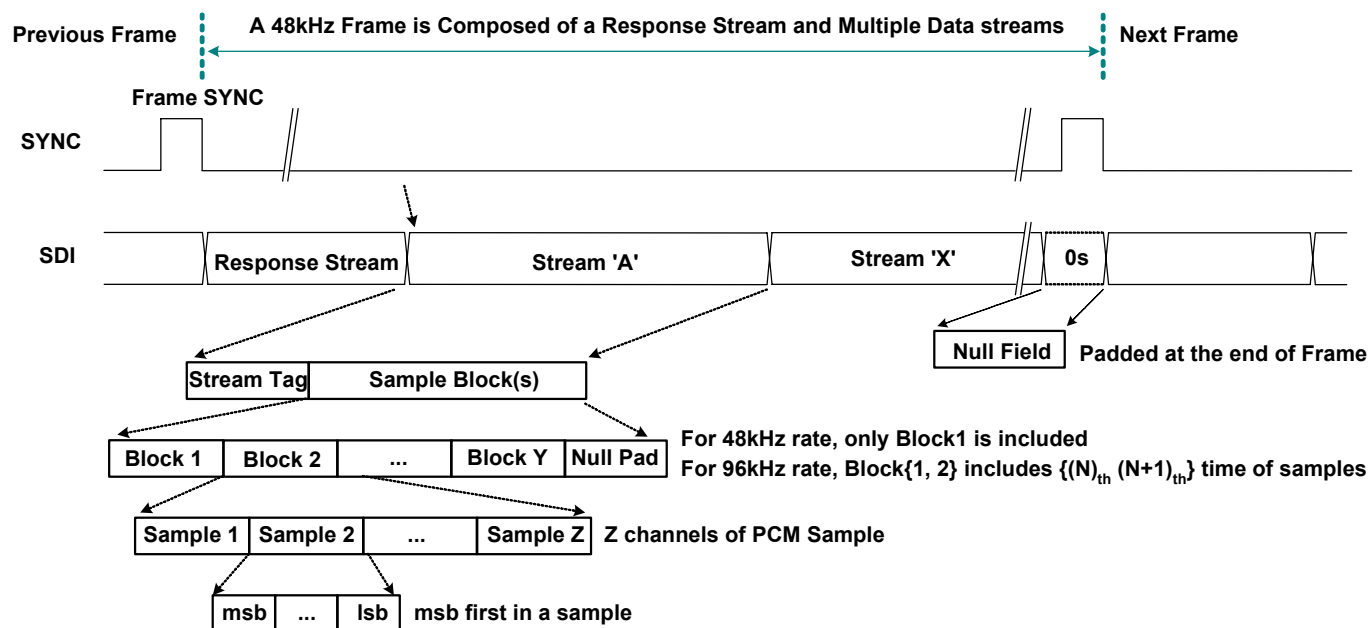 A 48kHz Frame is Composed of a Response Stream and Multiple Data streams
Previous Frame
Next Frame
Frame SYNC
SYNC
SDI
Response Stream
Stream 'A'
Stream 'X'
0s
Null Field
Padded at the end of Frame
Stream Tag
Sample Block(s)
Block 1
Block 2
...
Block Y
Null Pad
For 48kHz rate, only Block1 is included
For 96kHz rate, Block{1, 2} includes {(N)th (N+1)th} time of samples
Sample 1
Sample 2
...
Sample Z
Z channels of PCM Sample
msb
...
lsb
msb first in a sample